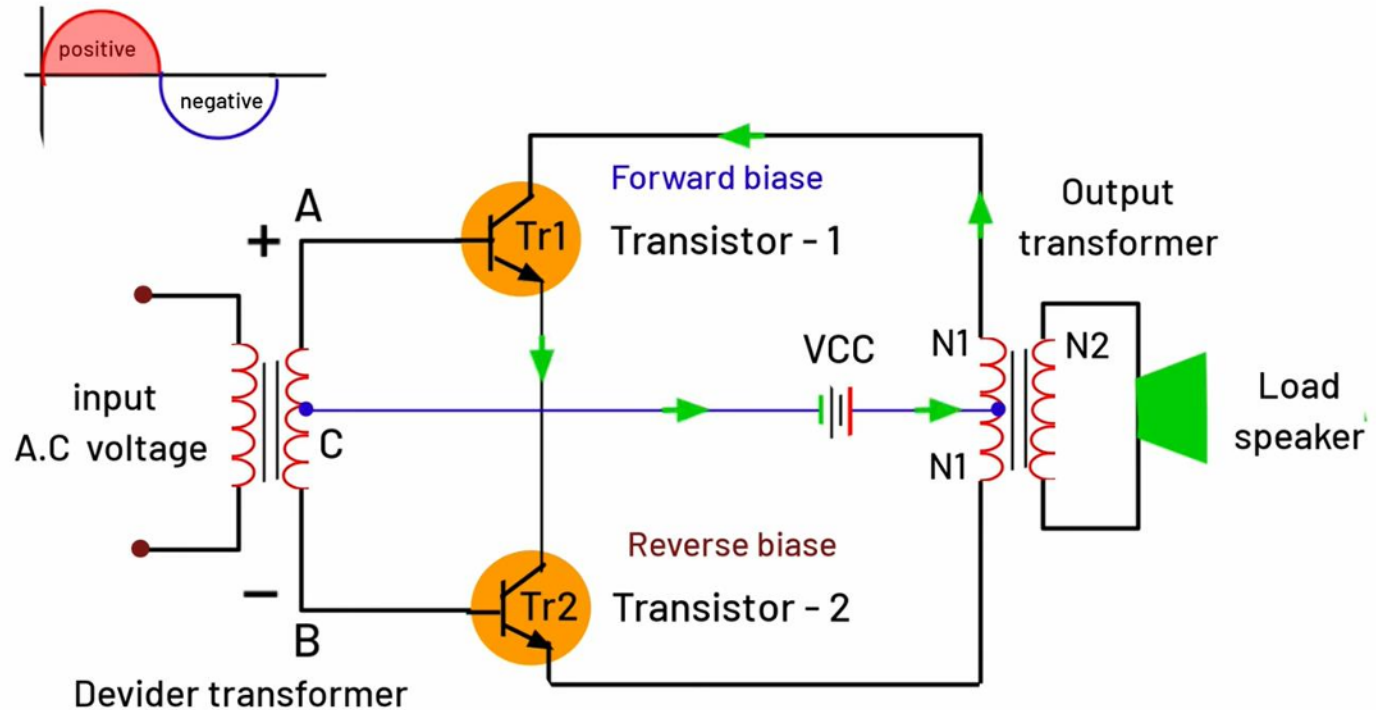 positive
negative
A
+
Forward biase
Tr1
Transistor - 1
Output
transformer
VCC
N1
N2
input
A.C voltage
C
Load
speaker
N1
Reverse biase
−
Tr2
Transistor - 2
B
Devider transformer